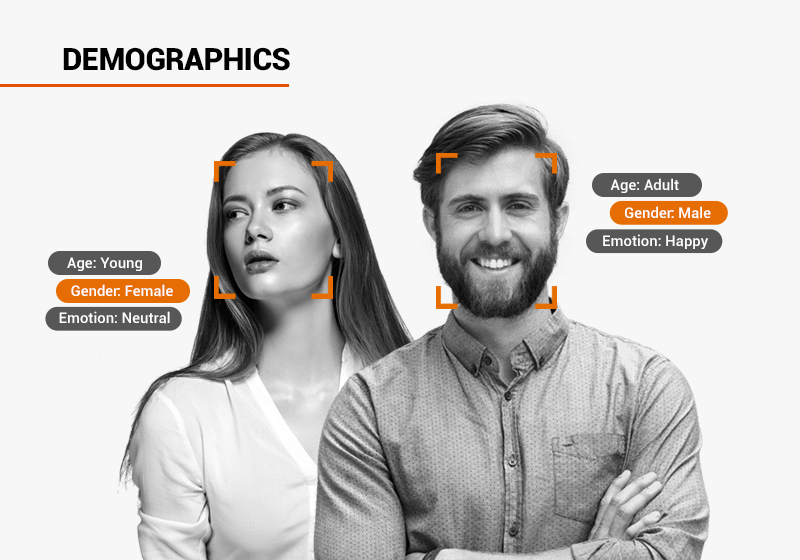 DEMOGRAPHICS
Age: Adult
Gender: Male
Emotion: Happy
Age: Young
Gender: Female
Emotion: Neutral